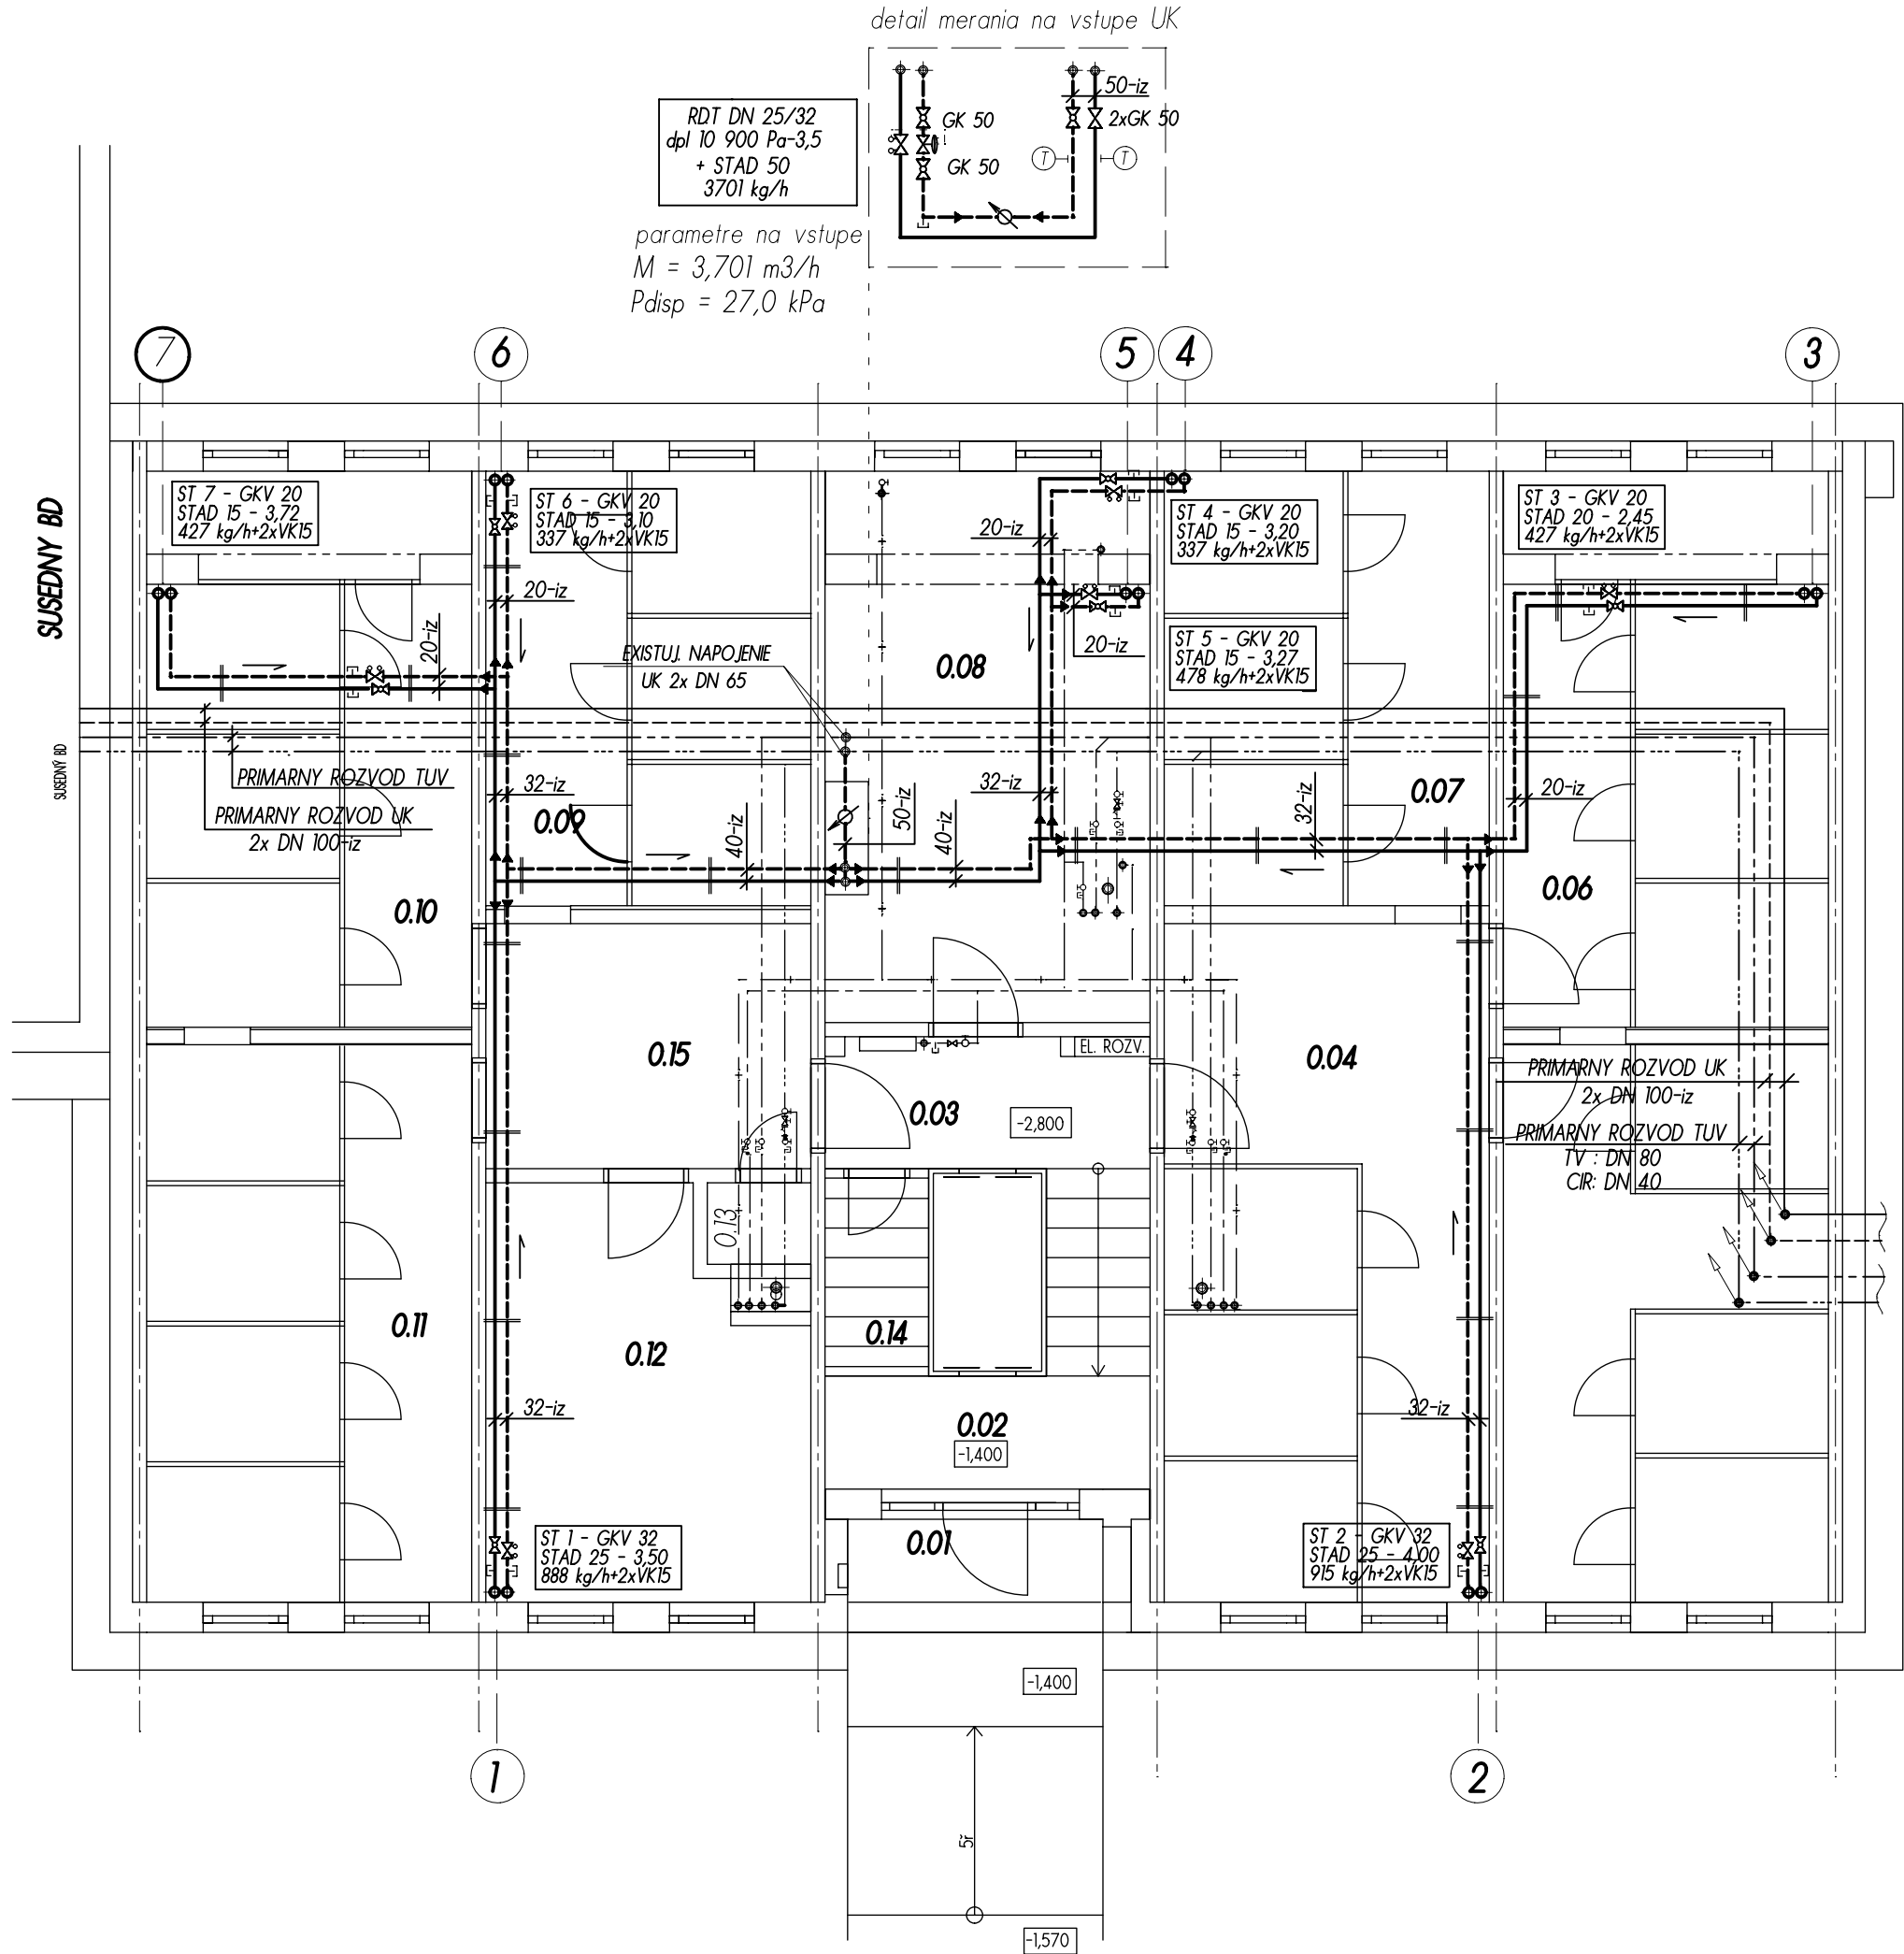 detail merania na vstupe UK
50-iz
GK 50
2xGK 50
GK 50
T
T
RDT DN 25/32
dpl 10 900 Pa-3,5
+ STAD 50
3701 kg/h
parametre na vstupe
M = 3,701 m3/h
Pdisp = 27,0 kPa
7
6
5
4
3
SUSEDNY BD
SUSEDNÝ BD
ST 7 - GKV 20
STAD 15 - 3,72
427 kg/h+2xVK15
ST 6 - GKV 20
STAD 15 - 3,10
337 kg/h+2xVK15
ST 4 - GKV 20
STAD 15 - 3,20
337 kg/h+2xVK15
ST 3 - GKV 20
STAD 20 - 2,45
427 kg/h+2xVK15
20-iz
20-iz
20-iz
20-iz
ST 5 - GKV 20
STAD 15 - 3,27
478 kg/h+2xVK15
EXISTUJ. NAPOJENIE
UK 2x DN 65
0.08
PRIMARNY ROZVOD TUV
PRIMARNY ROZVOD UK
2x DN 100-iz
32-iz
0.09
40-iz
50-iz
40-iz
32-iz
32-iz
0.07
20-iz
0.10
0.06
0.15
EL. ROZV.
0.04
0.03
-2,800
PRIMARNY ROZVOD UK
2x DN 100-iz
PRIMARNY ROZVOD TUV
TV : DN 80
CIR: DN 40
0.13
0.11
0.12
0.14
32-iz
0.02
-1,400
32-iz
ST 1 - GKV 32
STAD 25 - 3,50
888 kg/h+2xVK15
0.01
ST 2 - GKV 32
STAD 25 - 4,00
915 kg/h+2xVK15
-1,400
1
2
5ř
-1,570